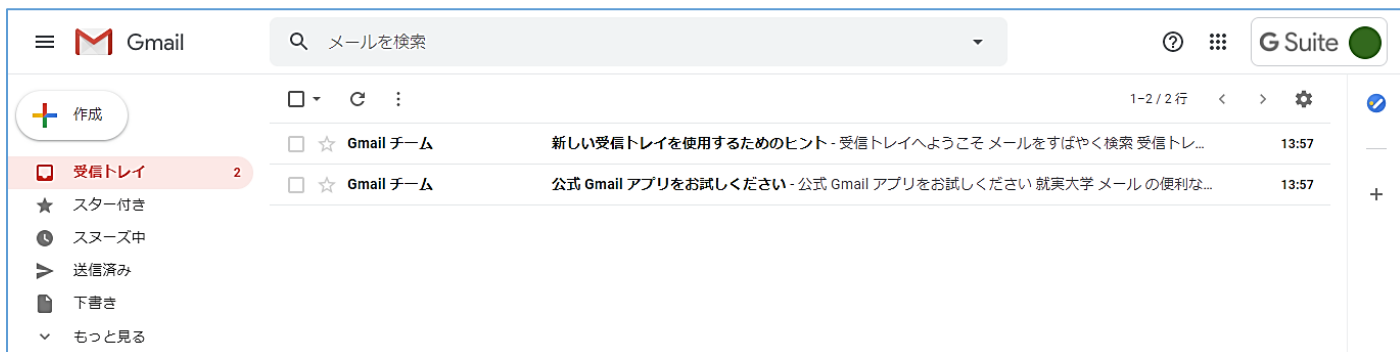 Gmail
メールを検索
G Suite
作成
1–2 / 2 行
受信トレイ 2
スター付き
スヌーズ中
送信済み
下書き
もっと見る
Gmail チーム 新しい受信トレイを使用するためのヒント - 受信トレイへようこそ メールをすばやく検索 受信トレ... 13:57
Gmail チーム 公式 Gmail アプリをお試しください - 公式 Gmail アプリをお試しください 就実大学 メール の便利な... 13:57